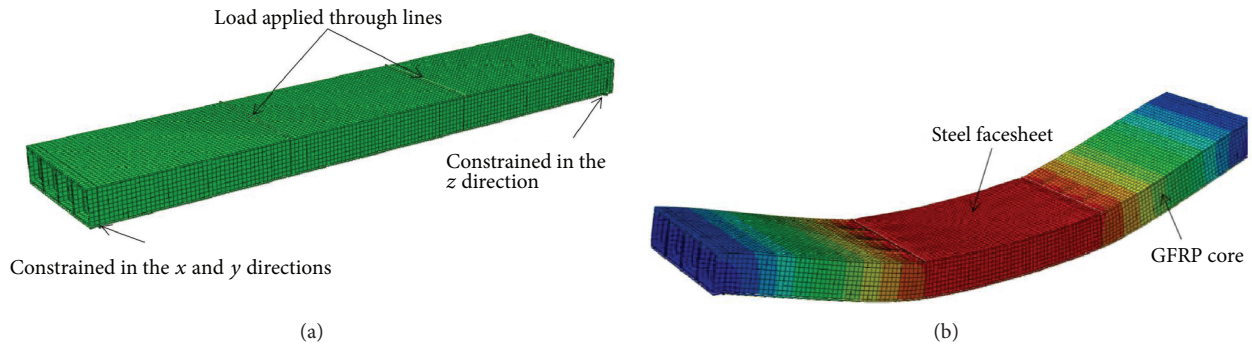 Load applied through lines
Constrained in the
z direction
Constrained in the x and y directions
(a)
Steel facesheet
GFRP core
(b)